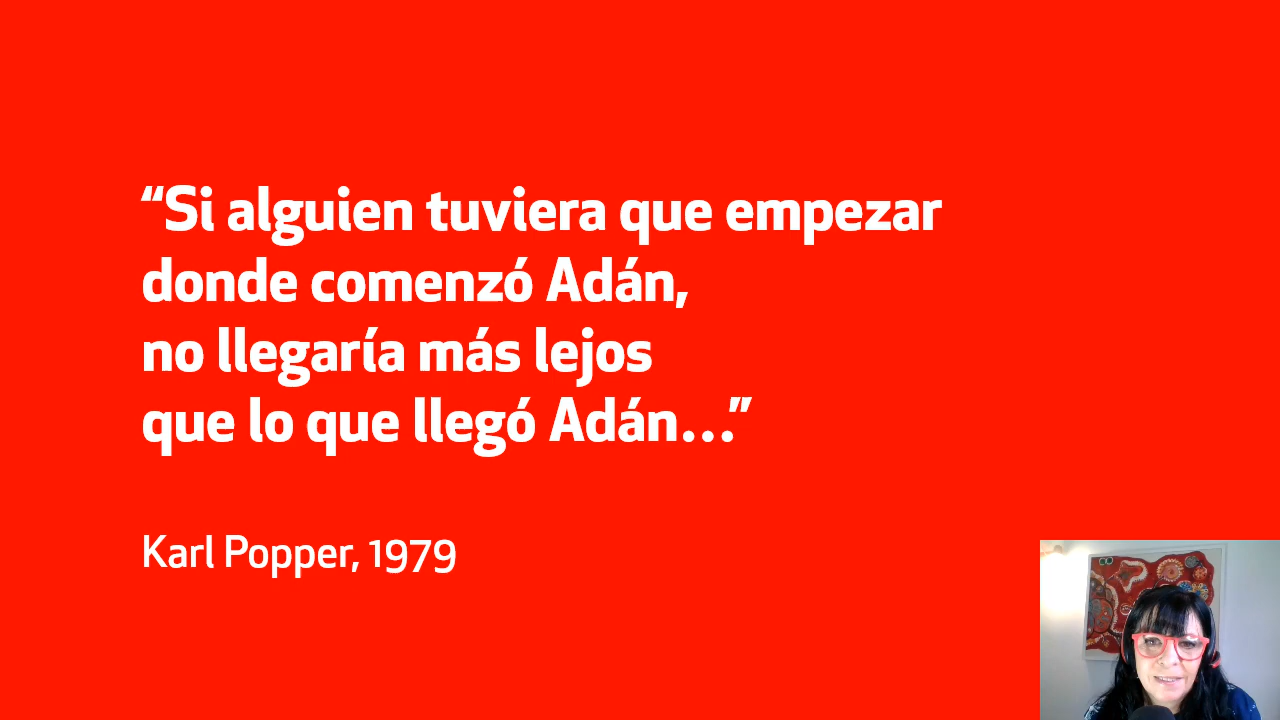 “Si alguien tuviera que empezar
donde comenzó Adán,
no llegaría más lejos
que lo que llegó Adán...”
Karl Popper, 1979